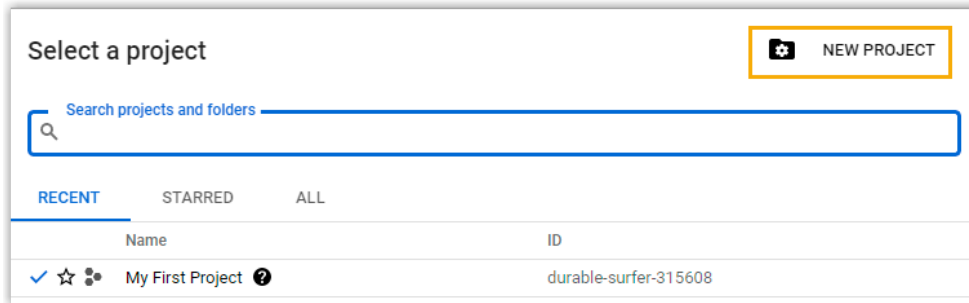 Select a project
NEW PROJECT
Search projects and folders
RECENT STARRED ALL
Name ID
My First Project durable-surfer-315608